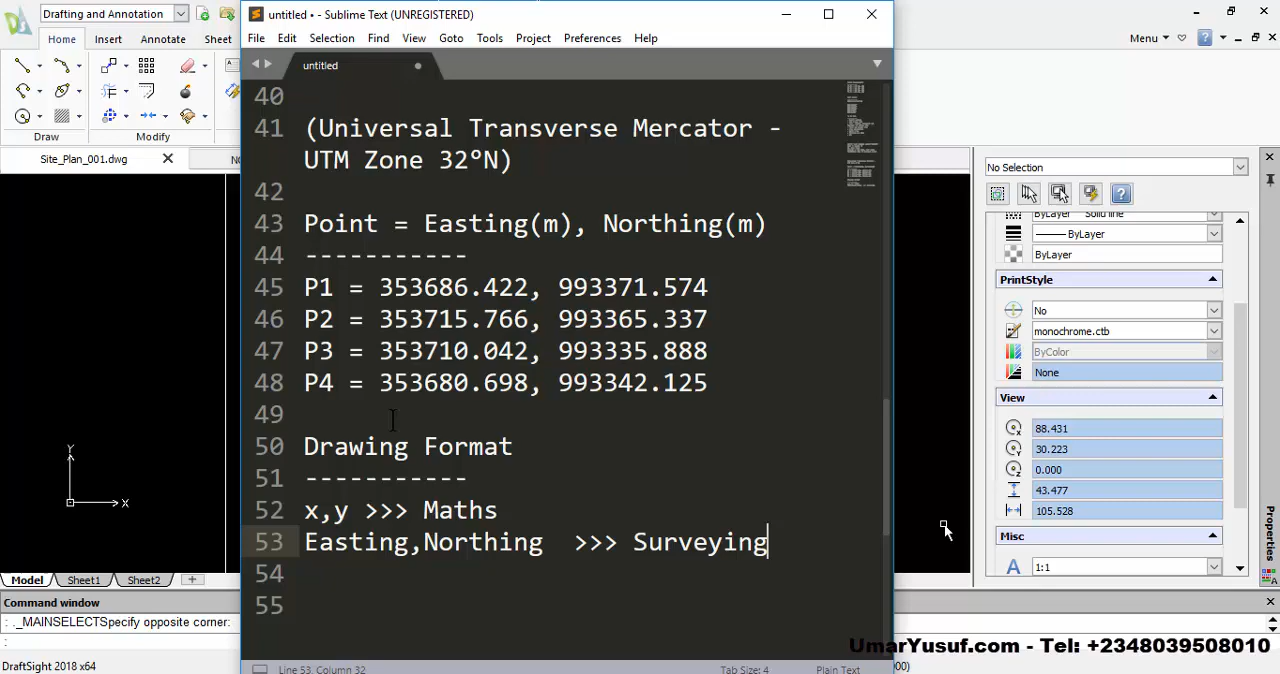 Drafting and Annotation
untitled • - Sublime Text (UNREGISTERED)
Home Insert Annotate Sheet
File Edit Selection Find View Goto Tools Project Preferences Help
Menu
untitled
Draw
Modify
Site_Plan_001.dwg
40
41 (Universal Transverse Mercator -
UTM Zone 32°N)
42
43 Point = Easting(m), Northing(m)
44 -----------
45 P1 = 353686.422, 993371.574
46 P2 = 353715.766, 993365.337
47 P3 = 353710.042, 993335.888
48 P4 = 353680.698, 993342.125
49
50 Drawing Format
51 -----------
52 x,y >>> Maths
53 Easting,Northing  >>> Surveying
54
55
Line 53, Column 32
Tab Size: 4
Plain Text
Y
X
Model Sheet1 Sheet2 +
Command window
: ._MAINSELECTSpecify opposite corner:
:
DraftSight 2018 x64
No Selection
ByLayer Solid line
ByLayer
ByLayer
PrintStyle
No
monochrome.ctb
ByColor
None
View
88.431
30.223
0.000
43.477
105.528
Misc
1:1
Properties
UmarYusuf.com - Tel: +2348039508010